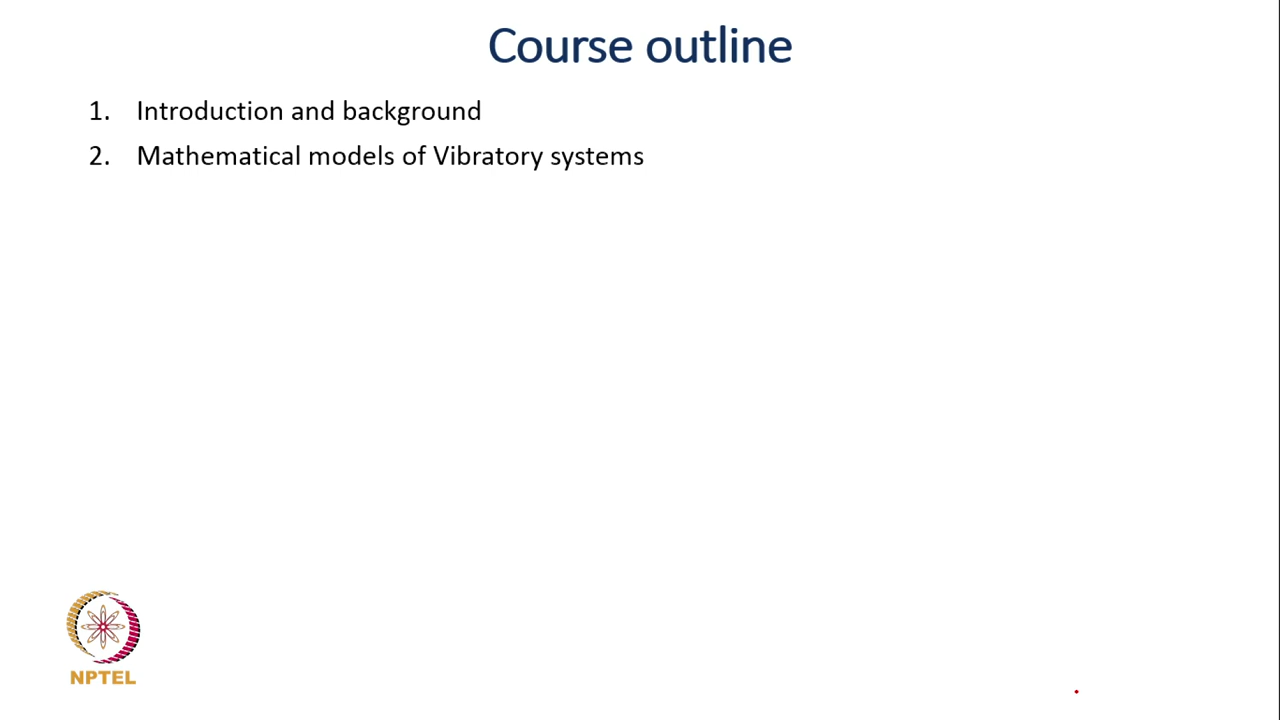 Course outline
1. Introduction and background
2. Mathematical models of Vibratory systems
NPTEL